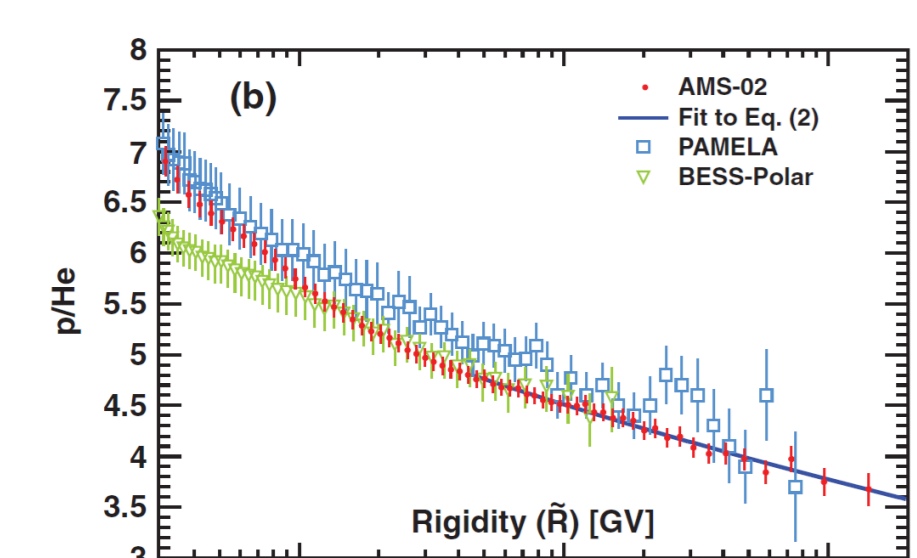 8
7.5
7
6.5
6
5.5
5
4.5
4
3.5
3
p/He
(b)
AMS-02
Fit to Eq. (2)
PAMELA
BESS-Polar
Rigidity (R̃) [GV]